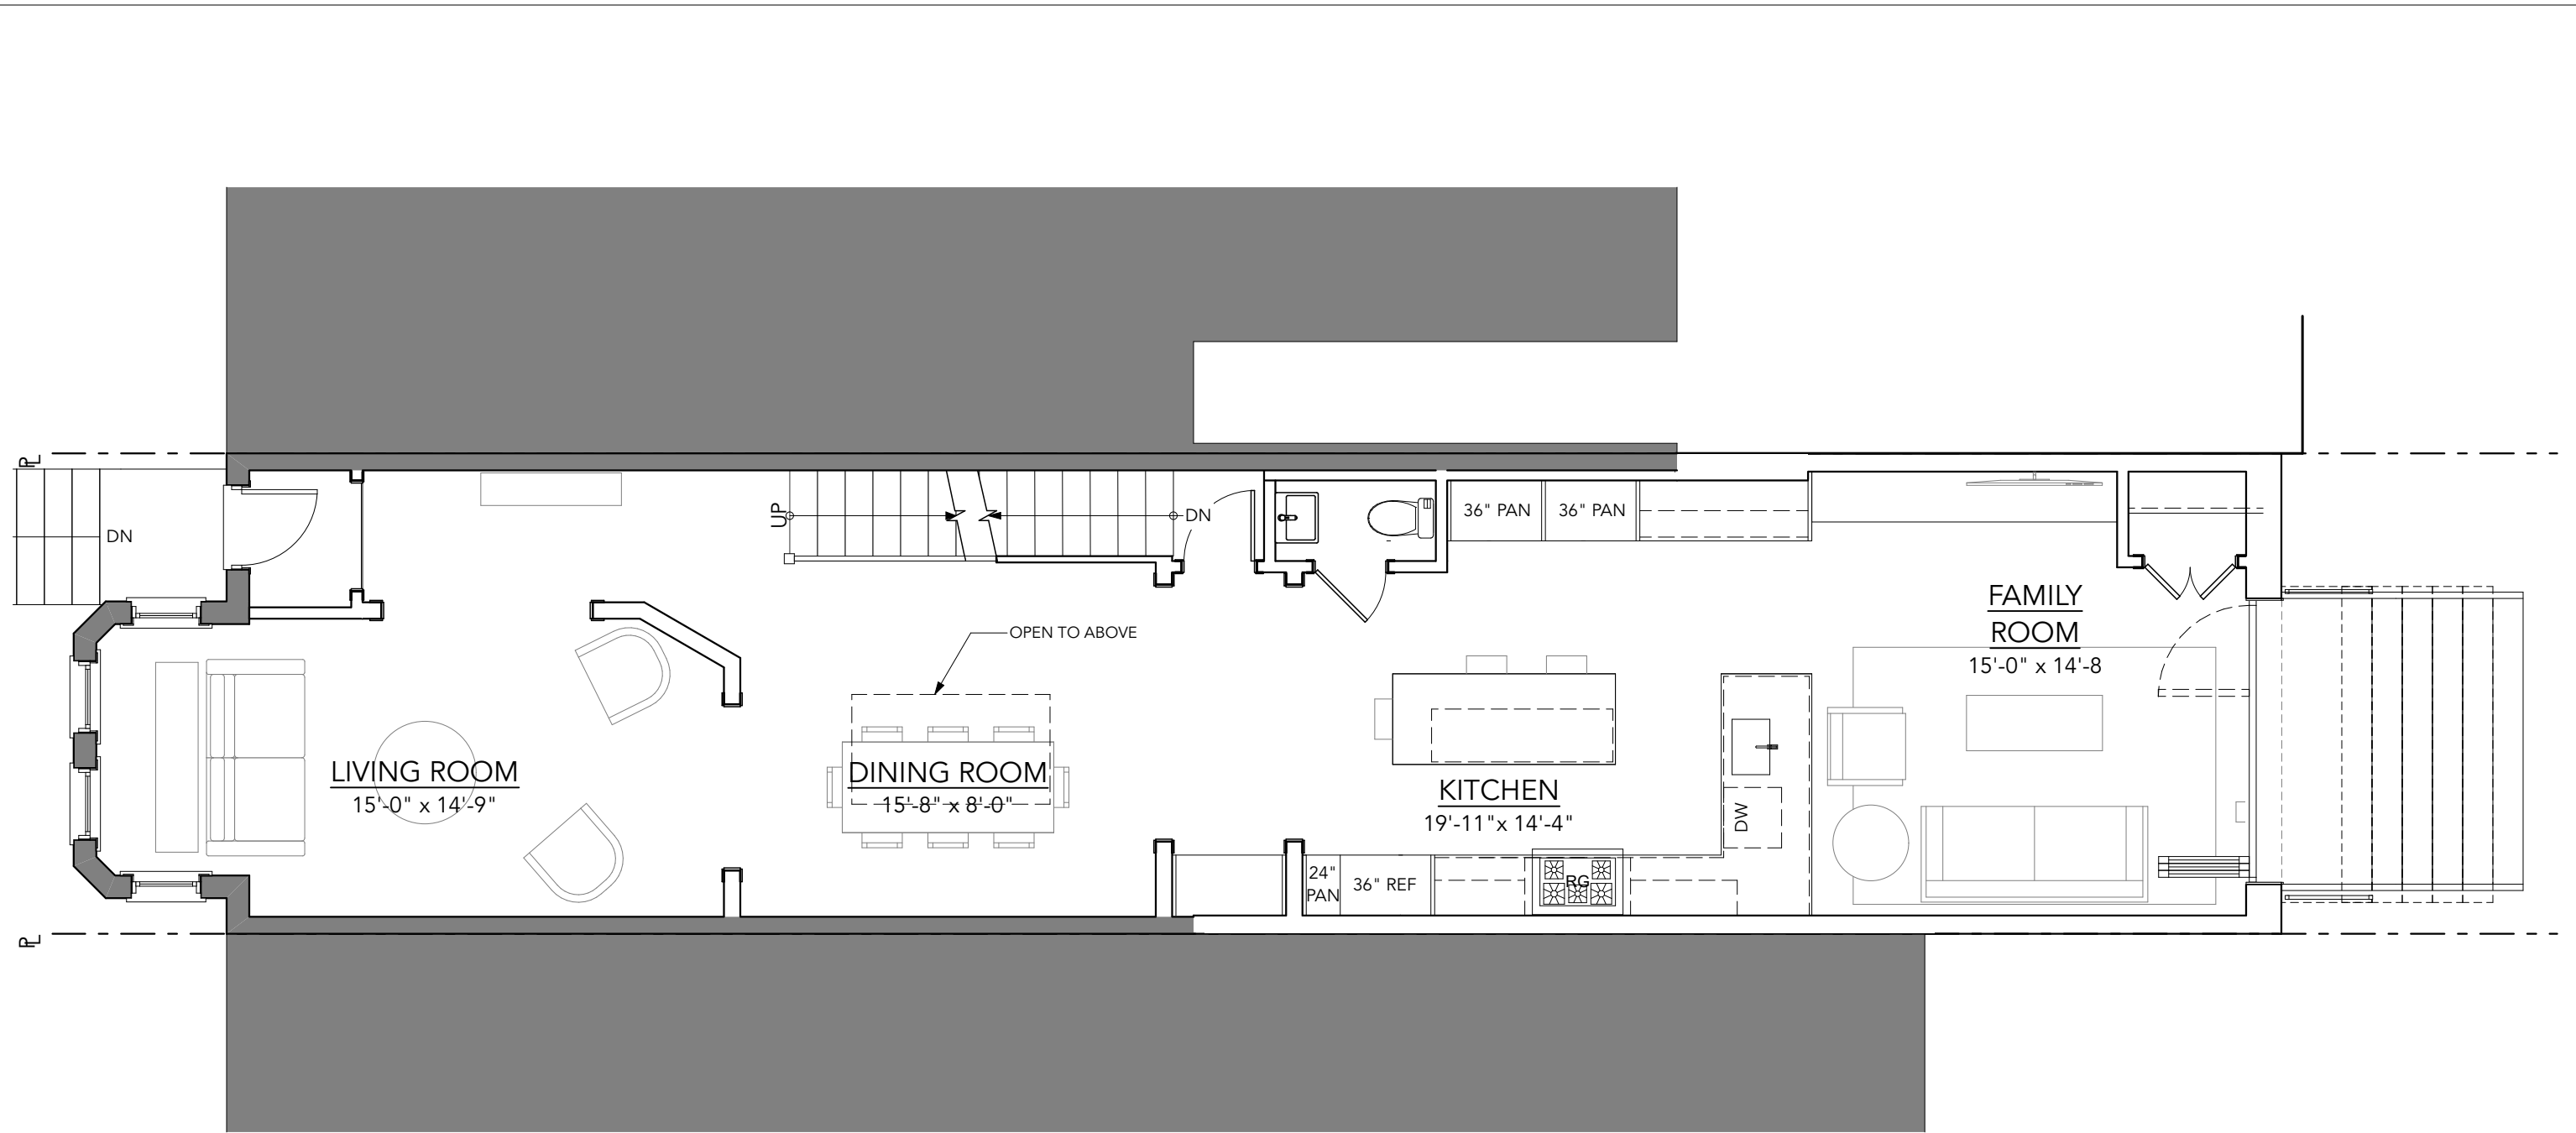 PL
DN
UP
DN
36" PAN
36" PAN
OPEN TO ABOVE
FAMILY
ROOM
15'-0" x 14'-8
LIVING ROOM
15'-0" x 14'-9"
DINING ROOM
15'-8" x 8'-0"
KITCHEN
19'-11"x 14'-4"
DW
24"
PAN
36" REF
RG
PL